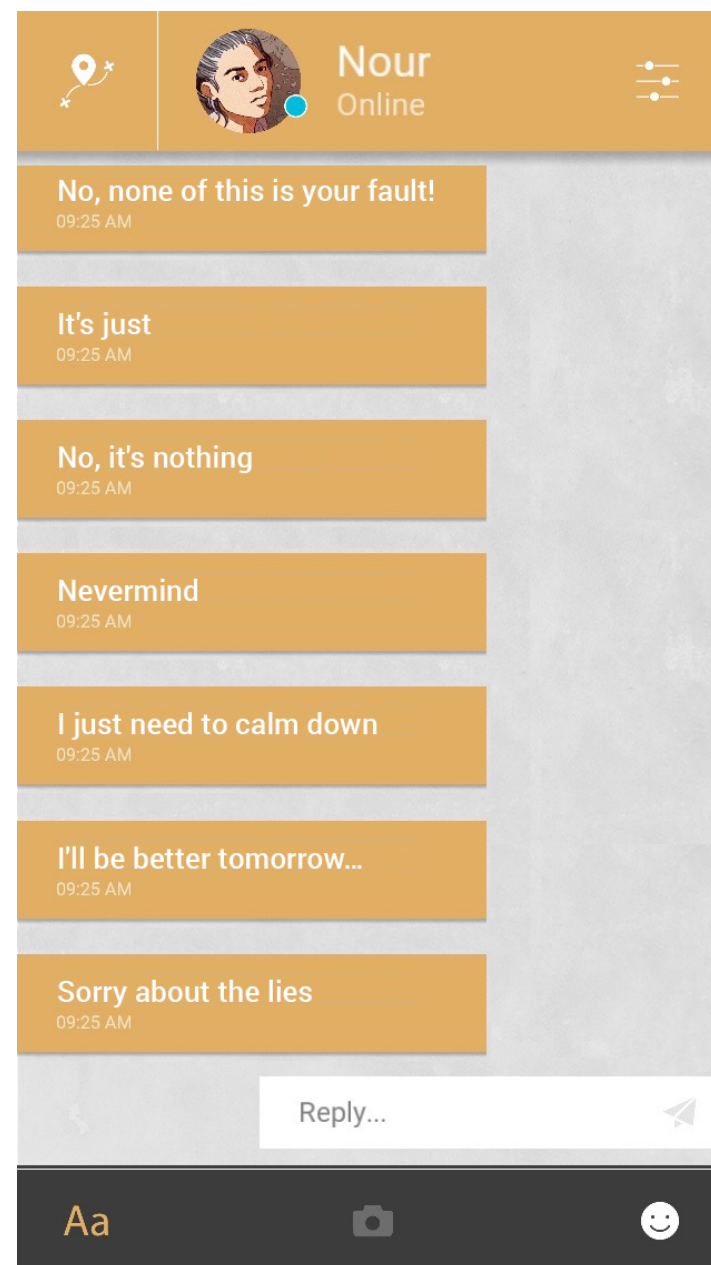 Nour
Online
No, none of this is your fault!
09:25 AM
It's just
09:25 AM
No, it's nothing
09:25 AM
Nevermind
09:25 AM
I just need to calm down
09:25 AM
I'll be better tomorrow...
09:25 AM
Sorry about the lies
09:25 AM
Reply...
Aa